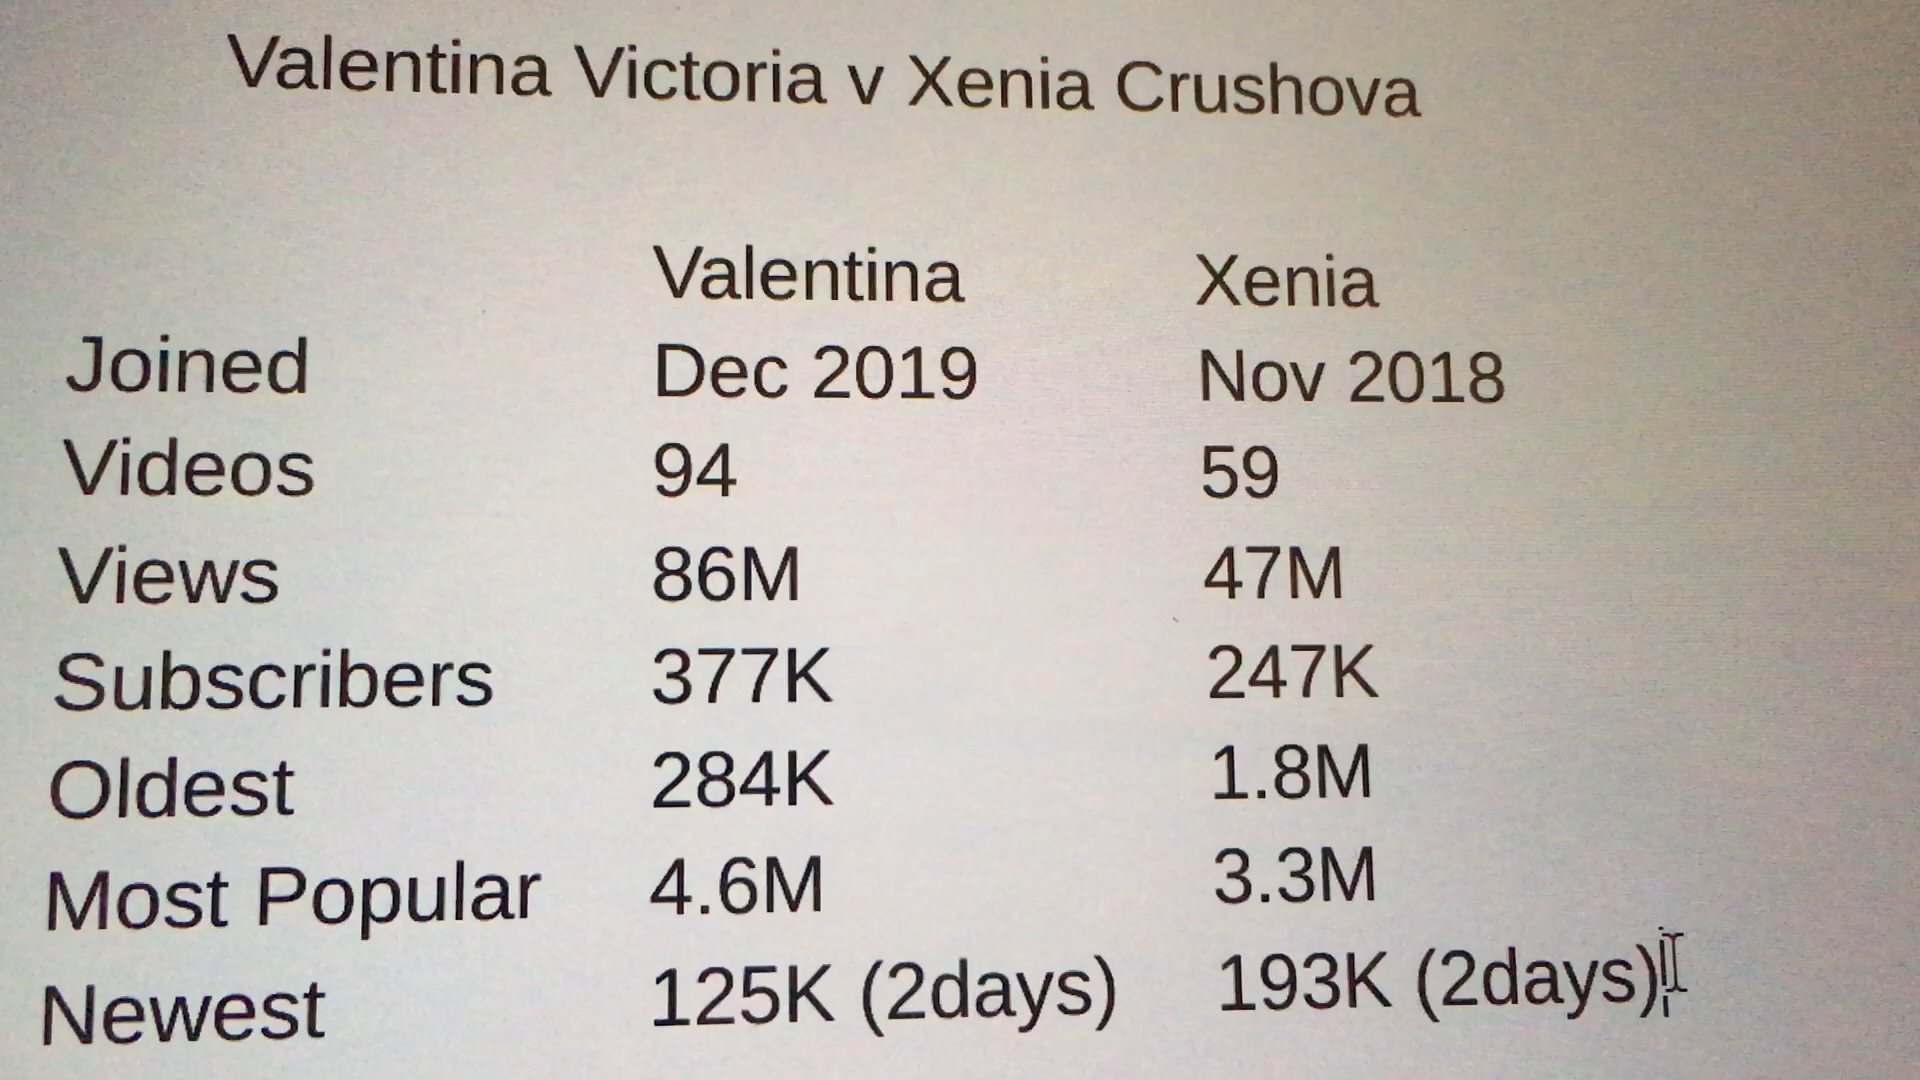 Valentina Victoria v Xenia Crushova
Valentina Xenia
Joined Dec 2019 Nov 2018
Videos 94 59
Views 86M 47M
Subscribers 377K 247K
Oldest 284K 1.8M
Most Popular 4.6M 3.3M
Newest 125K (2days) 193K (2days)